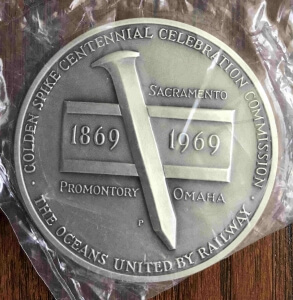 · GOLDEN SPIKE CENTENNIAL CELEBRATION COMMISSION ·
SACRAMENTO
1869 1969
PROMONTORY OMAHA
P
THE OCEANS UNITED BY RAILWAY